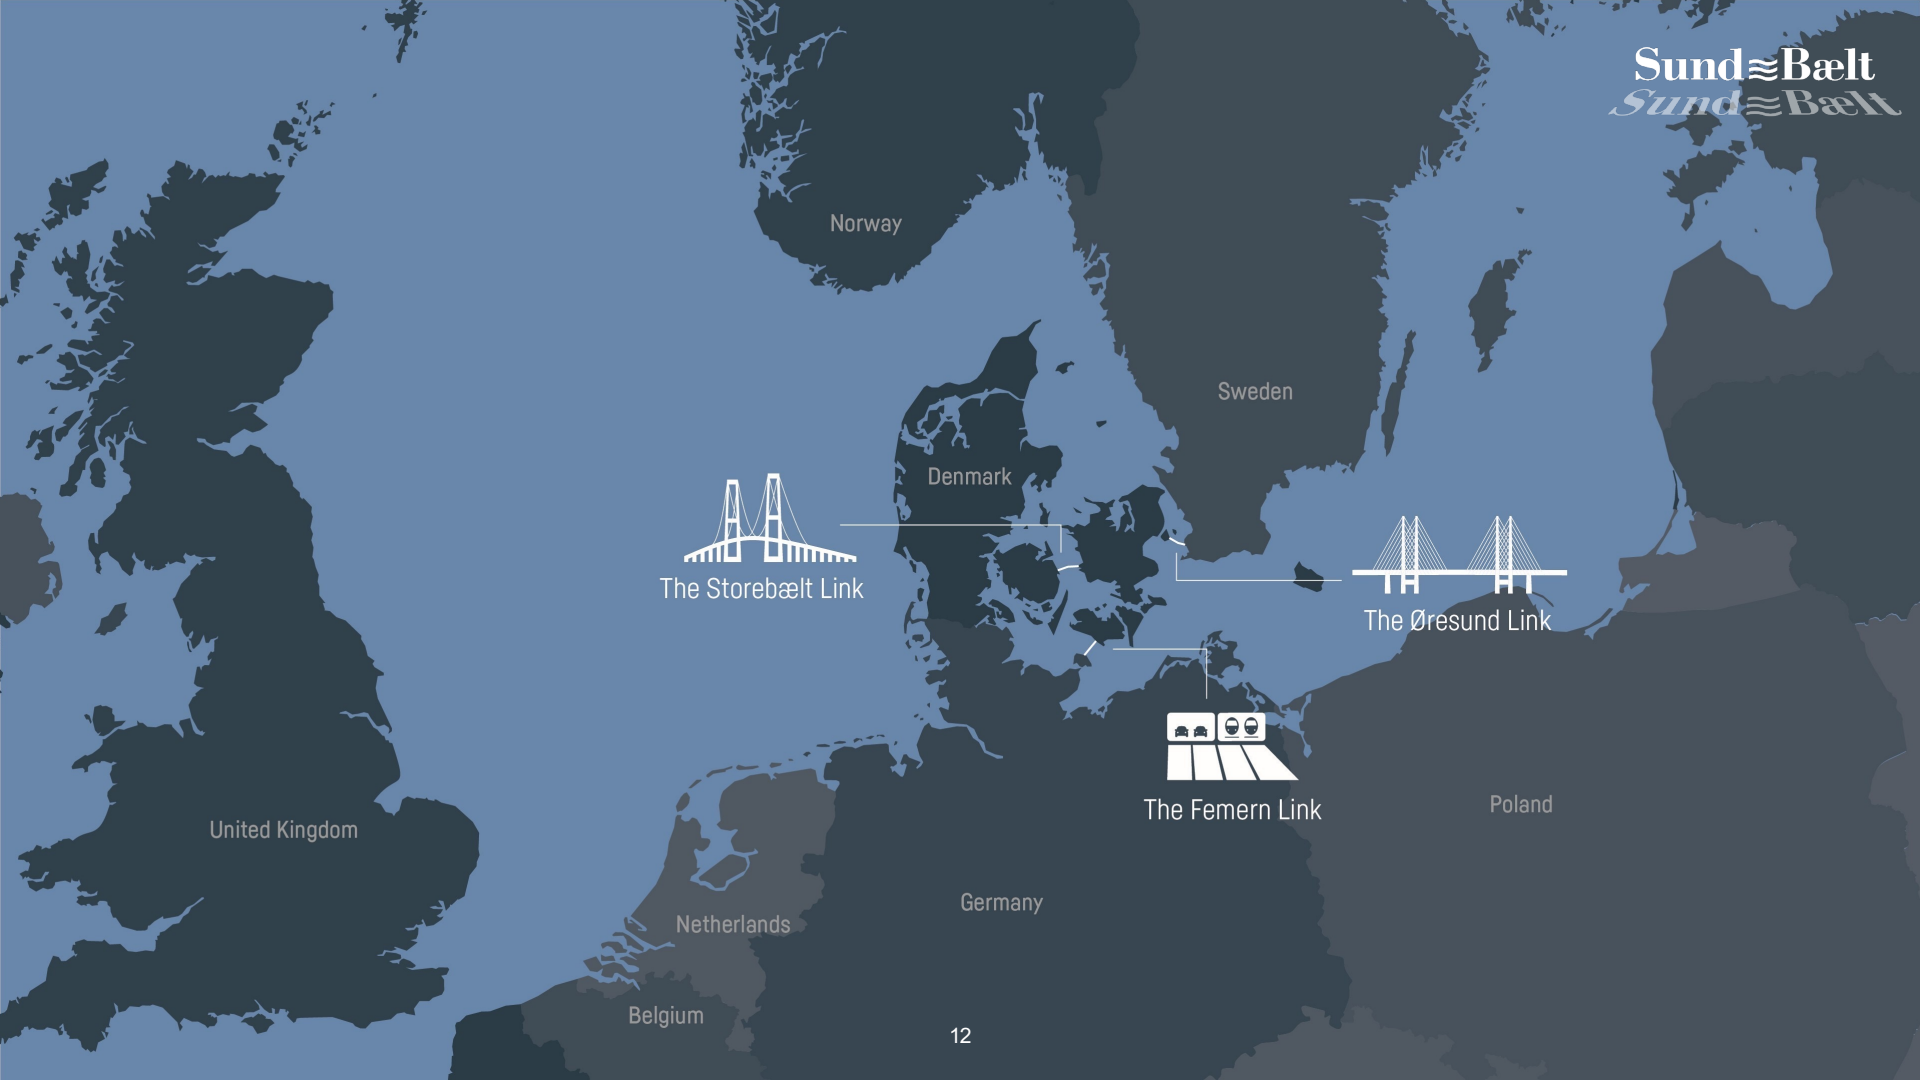 Sund Bælt
Sund Bælt
Norway
Sweden
Denmark
The Storebælt Link
The Øresund Link
The Femern Link
Poland
United Kingdom
Germany
Netherlands
Belgium
12